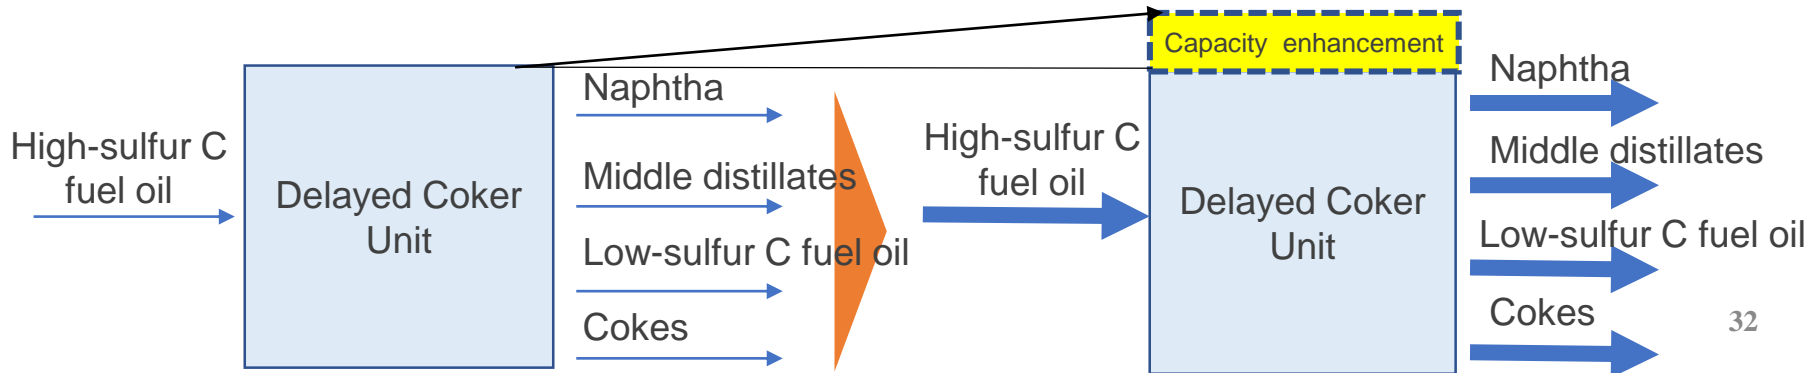 High-sulfur C
fuel oil
Delayed Coker
Unit
Naphtha
Middle distillates
Low-sulfur C fuel oil
Cokes
High-sulfur C
fuel oil
Capacity enhancement
Delayed Coker
Unit
Naphtha
Middle distillates
Low-sulfur C fuel oil
Cokes
32